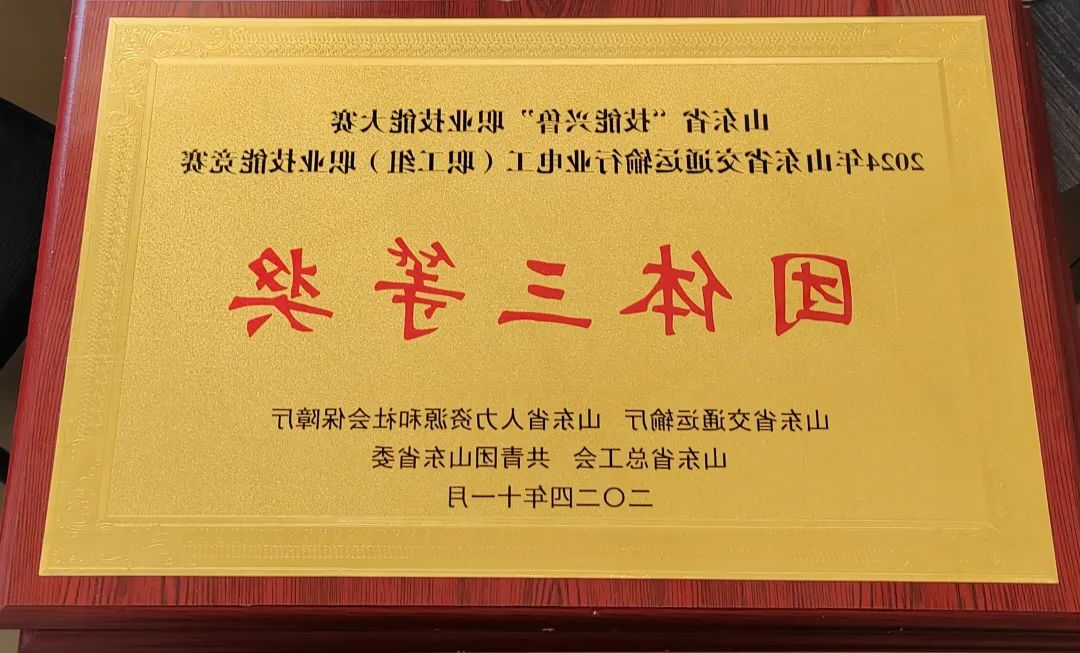 山东省“技能兴鲁”职业技能大赛
2024年山东省交通运输行业电工（职工组）职业技能竞赛
团体三等奖
山东省交通运输厅 山东省人力资源和社会保障厅
山东省总工会 共青团山东省委
二〇二四年十一月